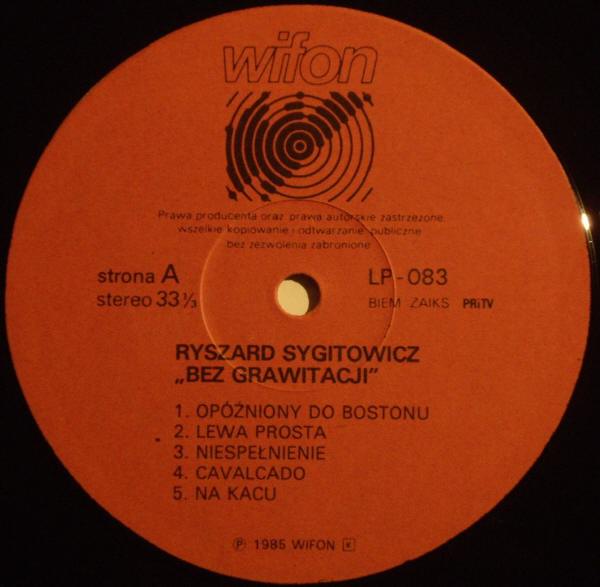 wifon
Prawa producenta oraz prawa autorskie zastrzeżone,
wszelkie kopiowanie i odtwarzanie publiczne
bez zezwolenia zabronione
strona A
LP-083
stereo 33 ⅓
BIEM ZAIKS PRiTV
RYSZARD SYGITOWICZ
„BEZ GRAWITACJI”
1. OPÓŹNIONY DO BOSTONU
2. LEWA PROSTA
3. NIESPEŁNIENIE
4. CAVALCADO
5. NA KACU
Ⓟ 1985 WIFON K